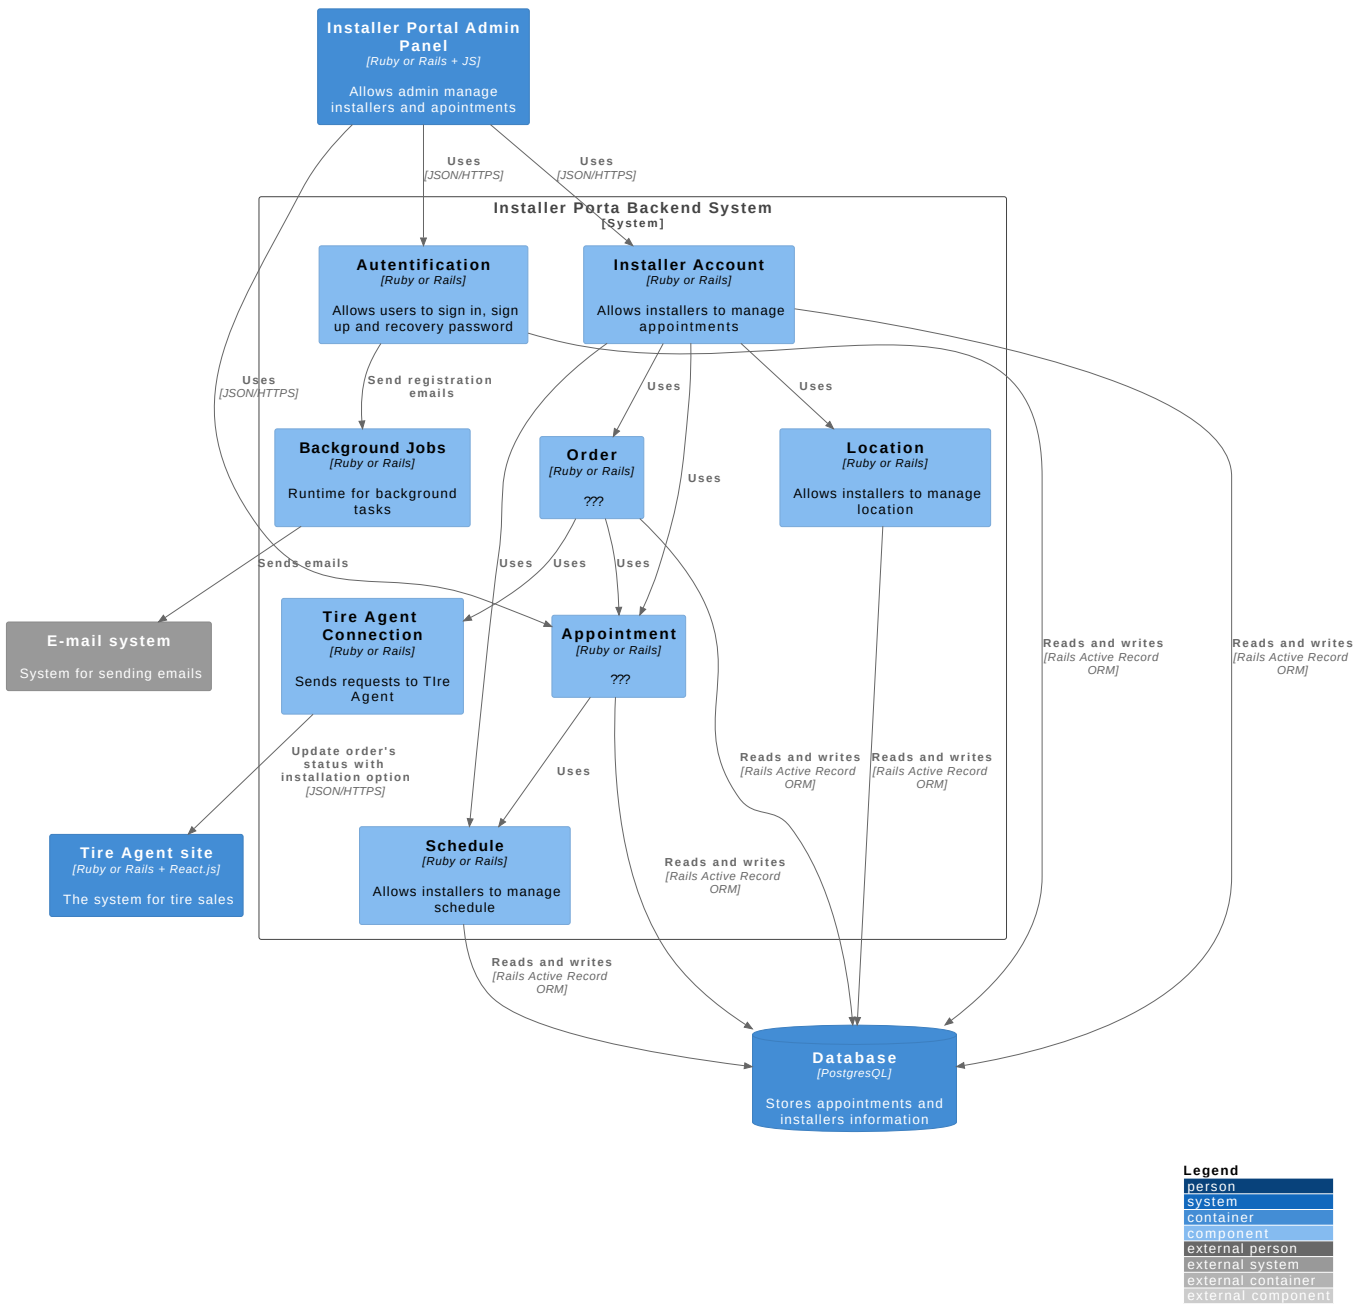 Installer Portal Admin
Panel
[Ruby or Rails + JS]
Allows admin manage
installers and apointments
Uses
[JSON/HTTPS]
Uses
[JSON/HTTPS]
Installer Porta Backend System
[System]
Autentification
[Ruby or Rails]
Allows users to sign in, sign
up and recovery password
Installer Account
[Ruby or Rails]
Allows installers to manage
appointments
Uses
[JSON/HTTPS]
Send registration
emails
Uses
Uses
Background Jobs
[Ruby or Rails]
Runtime for background
tasks
Order
[Ruby or Rails]
???
Uses
Location
[Ruby or Rails]
Allows installers to manage
location
Sends emails
Uses
Uses
Uses
E-mail system
System for sending emails
Tire Agent
Connection
[Ruby or Rails]
Sends requests to TIre
Agent
Appointment
[Ruby or Rails]
???
Reads and writes
[Rails Active Record
ORM]
Reads and writes
[Rails Active Record
ORM]
Update order's
status with
installation option
[JSON/HTTPS]
Uses
Reads and writes
[Rails Active Record
ORM]
Reads and writes
[Rails Active Record
ORM]
Tire Agent site
[Ruby or Rails + React.js]
The system for tire sales
Schedule
[Ruby or Rails]
Allows installers to manage
schedule
Reads and writes
[Rails Active Record
ORM]
Reads and writes
[Rails Active Record
ORM]
Database
[PostgresQL]
Stores appointments and
installers information
Legend
person
system
container
component
external person
external system
external container
external component